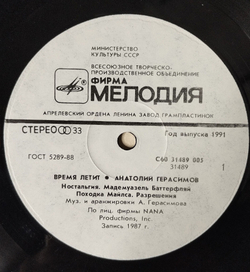 МИНИСТЕРСТВО
КУЛЬТУРЫ СССР
ВСЕСОЮЗНОЕ ТВОРЧЕСКО-
ПРОИЗВОДСТВЕННОЕ ОБЪЕДИНЕНИЕ
ФИРМА
МЕЛОДИЯ
АПРЕЛЕВСКИЙ ОРДЕНА ЛЕНИНА ЗАВОД ГРАМПЛАСТИНОК
СТЕРЕО 33
Год выпуска 1991
ГОСТ 5289-88
С60 31489 003
31489 1
ВРЕМЯ ЛЕТИТ • АНАТОЛИЙ ГЕРАСИМОВ
Ностальгия. Мадемуазель Баттерфляй
Походка Майлса. Разрешения
Муз. и аранжировки А. Герасимова
По лиц. фирмы NANA
Productions, Inc.
Запись 1987 г.